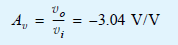 A_v = v_o / v_i = −3.04 V/V